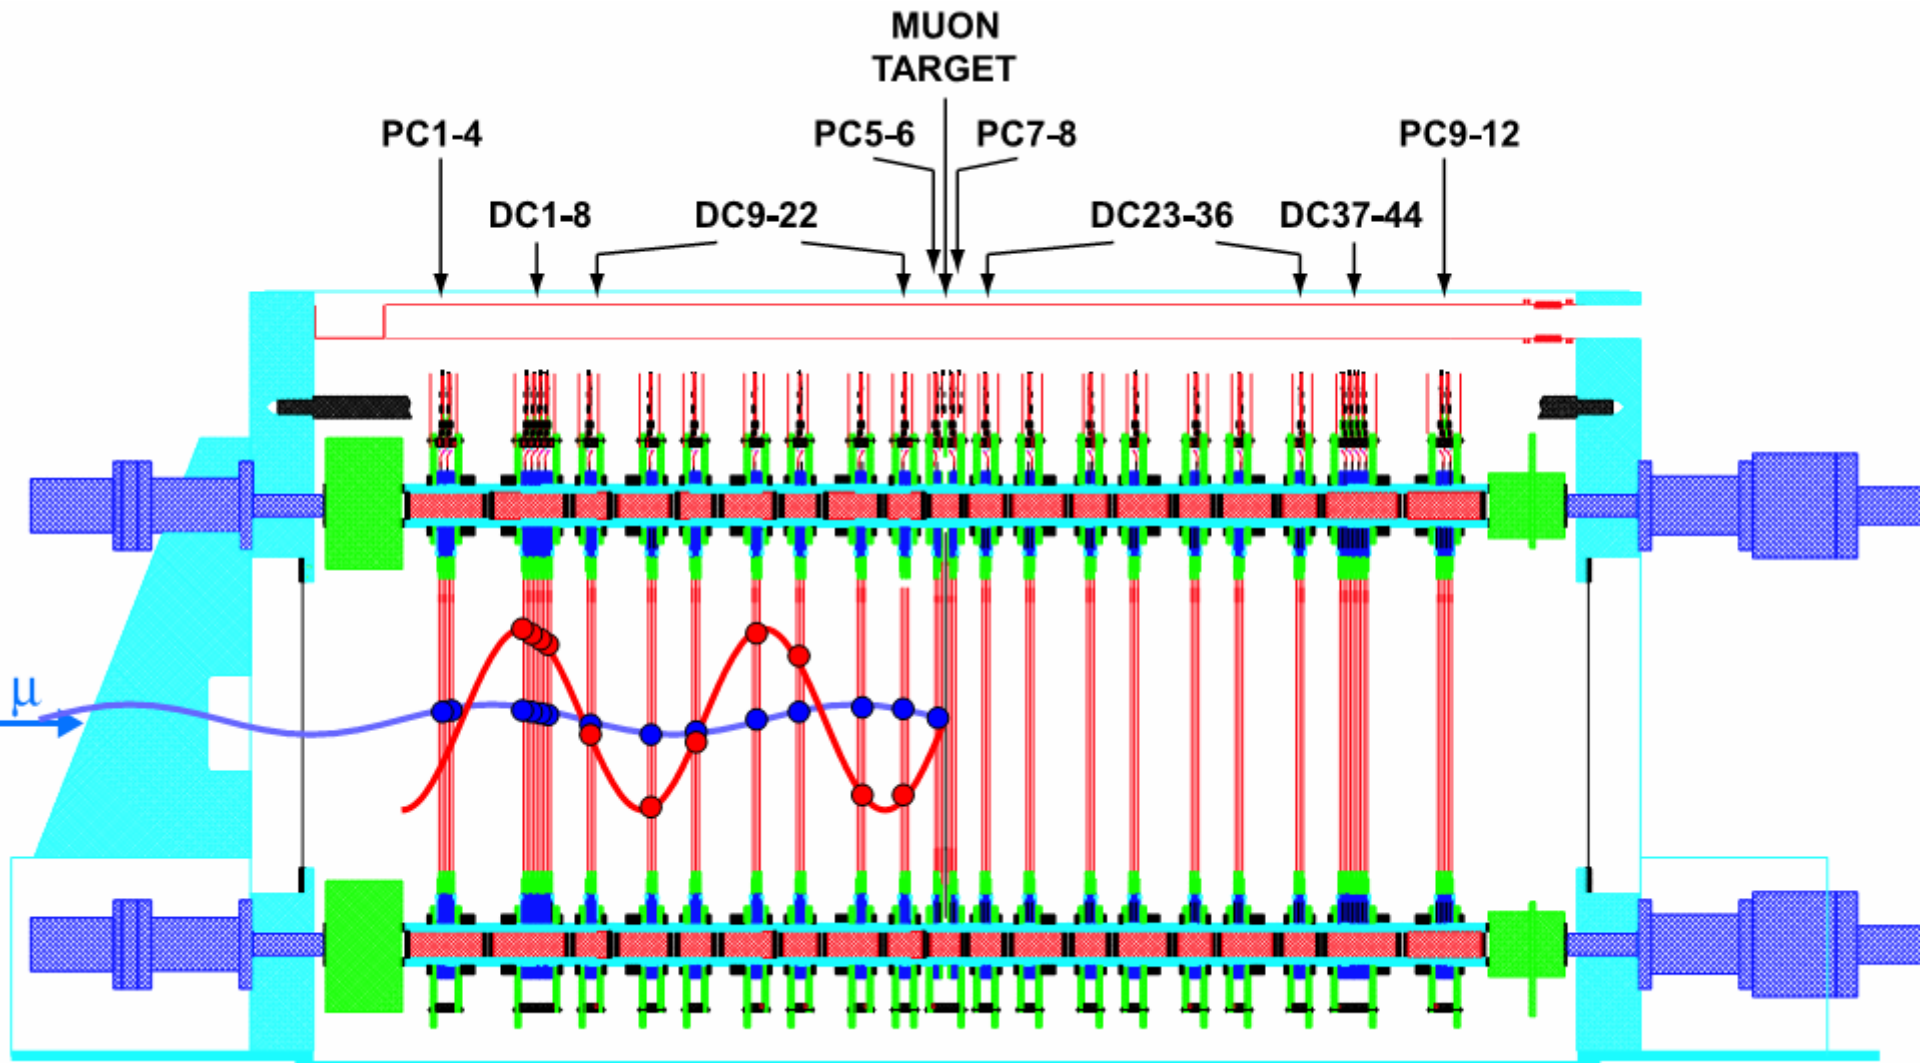 MUON
TARGET
PC1-4
PC5-6
PC7-8
PC9-12
DC1-8
DC9-22
DC23-36
DC37-44
μ